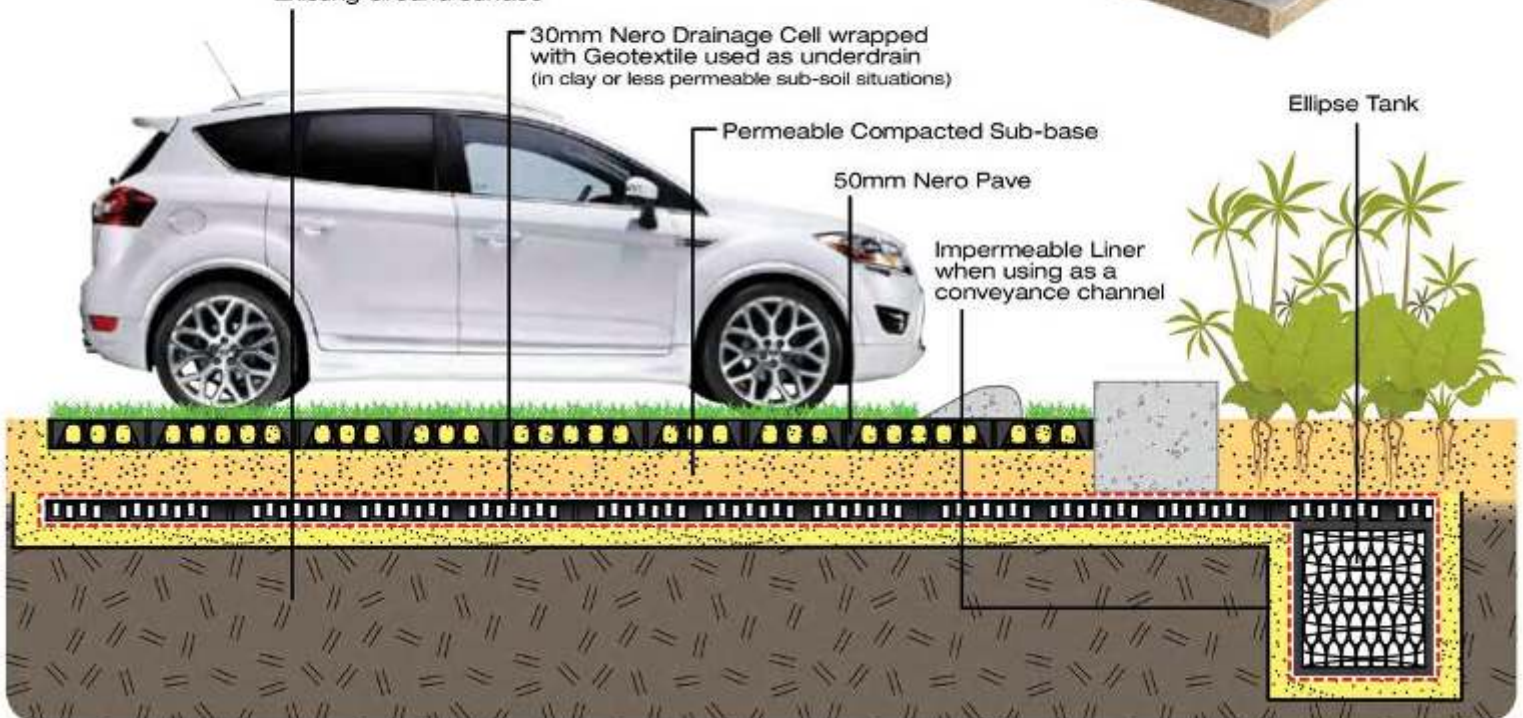 30mm Nero Drainage Cell wrapped
with Geotextile used as underdrain
(in clay or less permeable sub-soil situations)
Ellipse Tank
Permeable Compacted Sub-base
50mm Nero Pave
Impermeable Liner
when using as a
conveyance channel